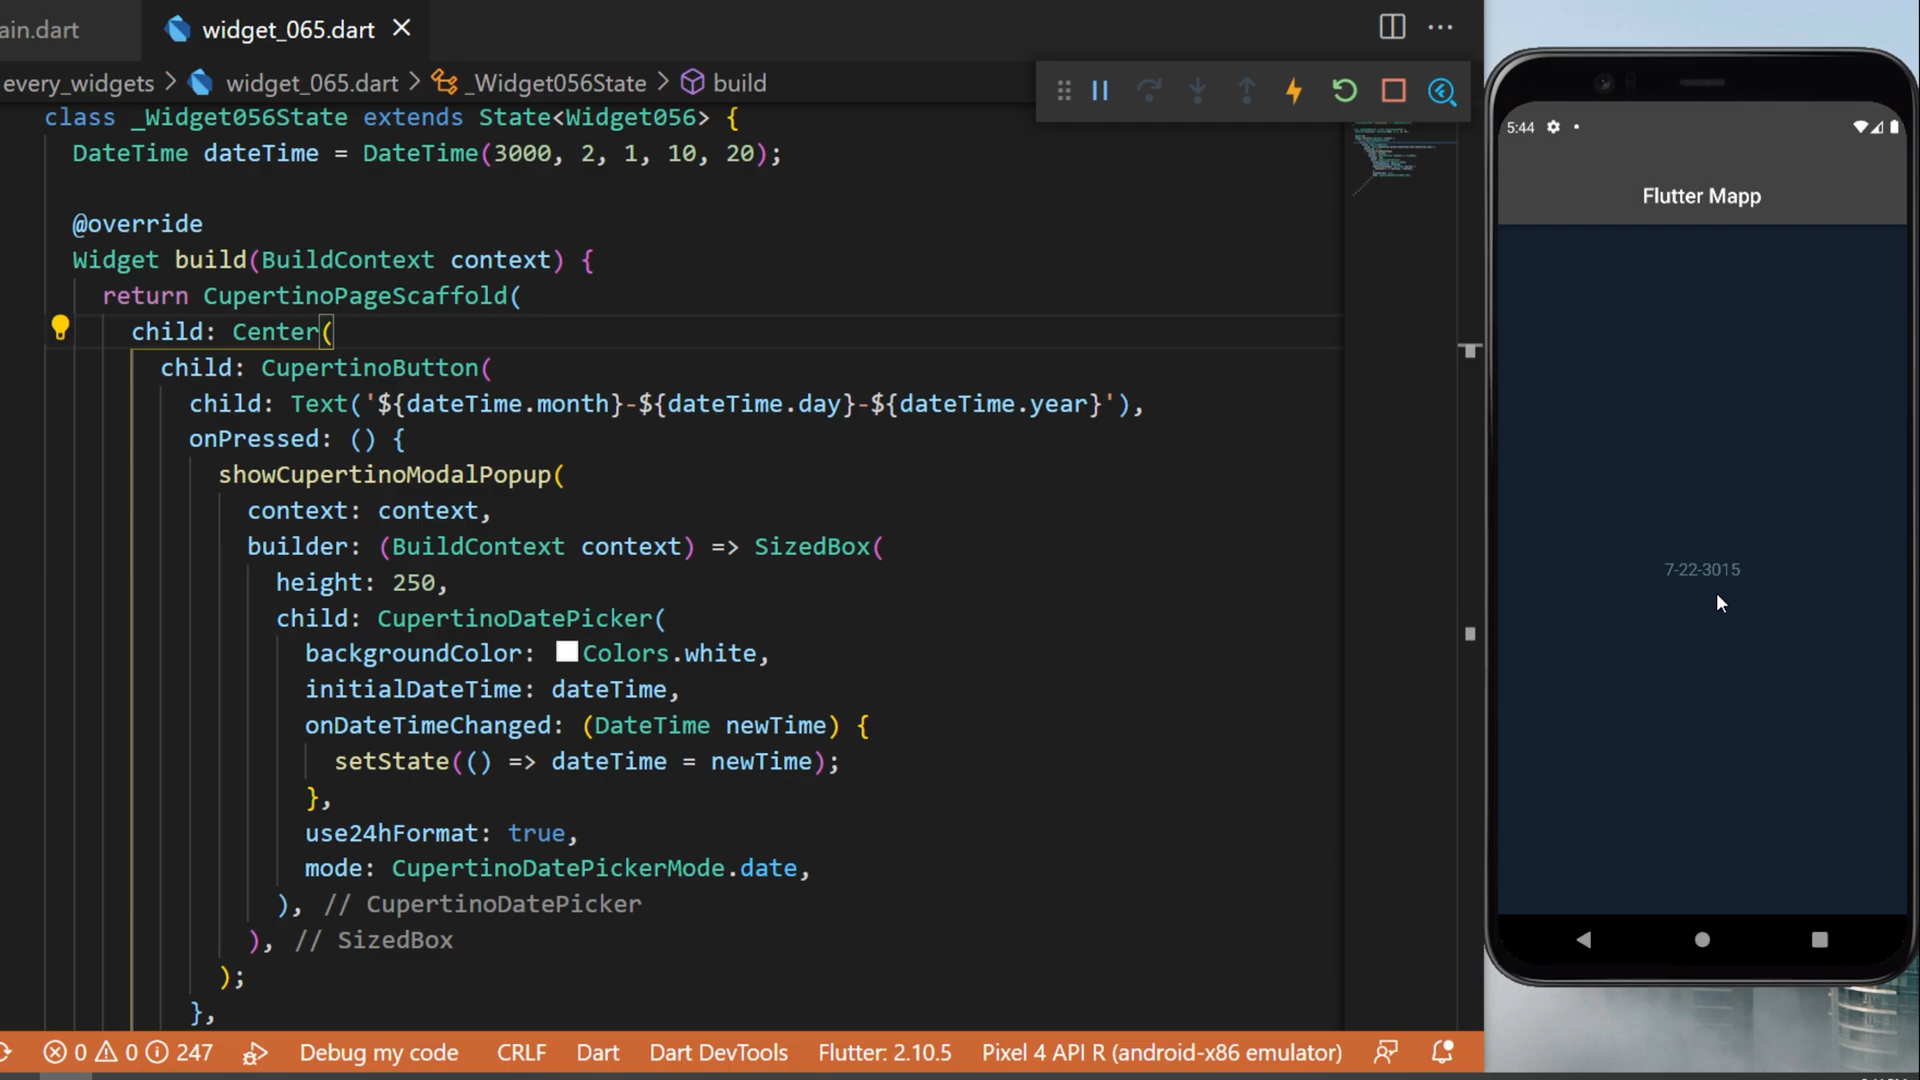 ain.dart
widget_065.dart
every_widgets > widget_065.dart > _Widget056State > build
class _Widget056State extends State<Widget056> {
DateTime dateTime = DateTime(3000, 2, 1, 10, 20);
@override
Widget build(BuildContext context) {
return CupertinoPageScaffold(
child: Center(
child: CupertinoButton(
child: Text('${dateTime.month}-${dateTime.day}-${dateTime.year}'),
onPressed: () {
showCupertinoModalPopup(
context: context,
builder: (BuildContext context) => SizedBox(
height: 250,
child: CupertinoDatePicker(
backgroundColor: Colors.white,
initialDateTime: dateTime,
onDateTimeChanged: (DateTime newTime) {
setState(() => dateTime = newTime);
},
use24hFormat: true,
mode: CupertinoDatePickerMode.date,
), // CupertinoDatePicker
), // SizedBox
);
},
0 0 247 Debug my code CRLF Dart Dart DevTools Flutter: 2.10.5 Pixel 4 API R (android-x86 emulator)
5:44
Flutter Mapp
7-22-3015